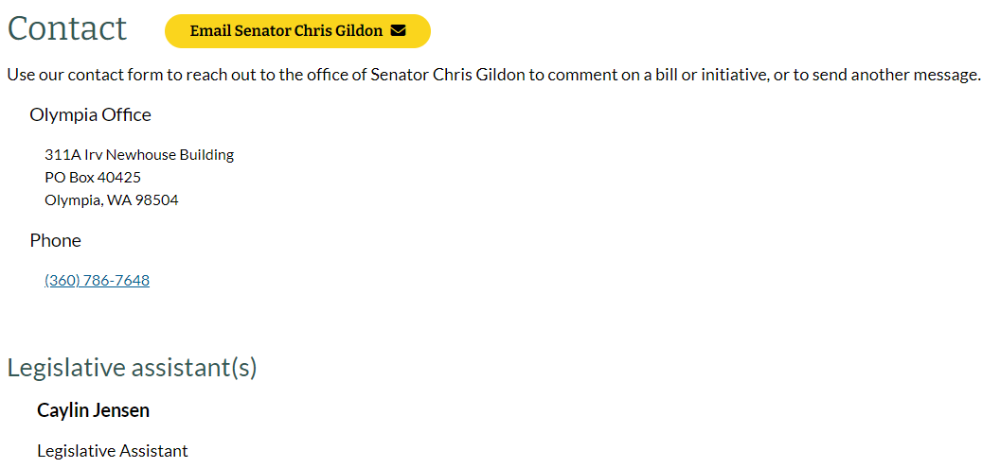 Contact
Email Senator Chris Gildon
Use our contact form to reach out to the office of Senator Chris Gildon to comment on a bill or initiative, or to send another message.
Olympia Office
311A Irv Newhouse Building
PO Box 40425
Olympia, WA 98504
Phone
(360) 786-7648
Legislative assistant(s)
Caylin Jensen
Legislative Assistant